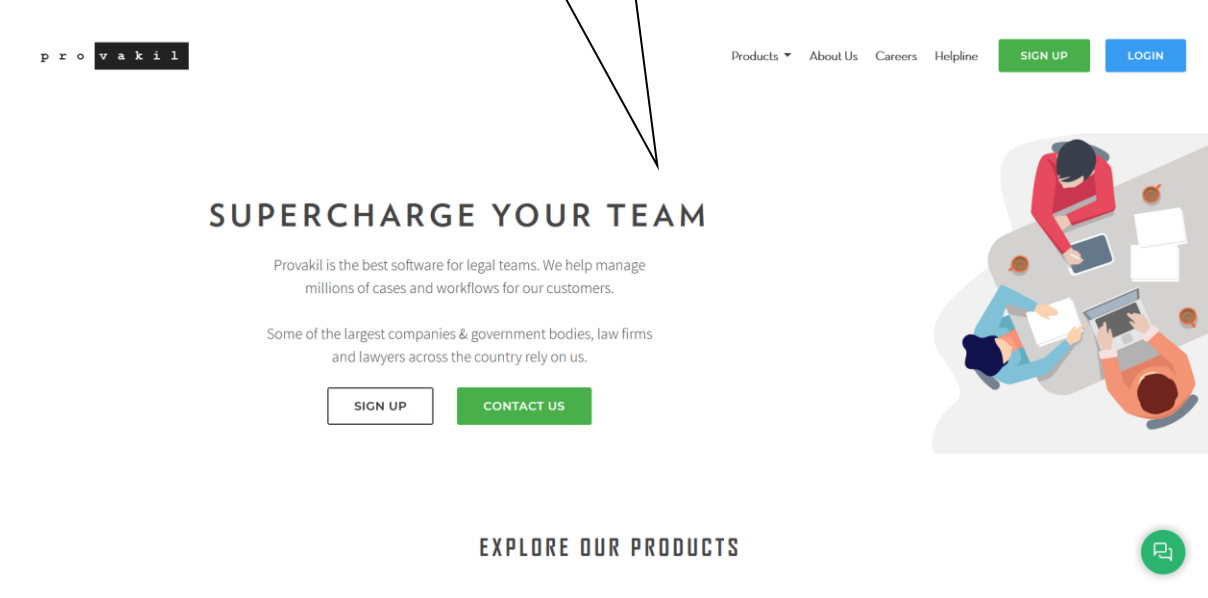 provakil
Products About Us Careers Helpline SIGN UP LOGIN
SUPERCHARGE YOUR TEAM
Provakil is the best software for legal teams. We help manage
millions of cases and workflows for our customers.
Some of the largest companies & government bodies, law firms
and lawyers across the country rely on us.
SIGN UP CONTACT US
EXPLORE OUR PRODUCTS